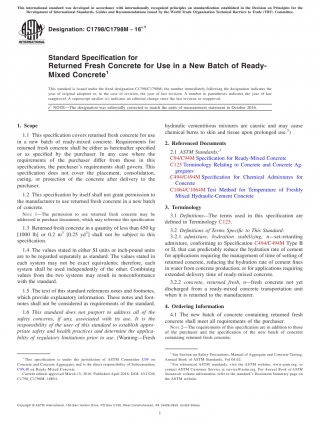 This international standard was developed in accordance with internationally recognized principles on standardization established in the Decision on Principles for the
Development of International Standards, Guides and Recommendations issued by the World Trade Organization Technical Barriers to Trade (TBT) Committee.
Designation: C1798/C1798M – 16ε1
Standard Specification for
Returned Fresh Concrete for Use in a New Batch of Ready-
Mixed Concrete1
This standard is issued under the fixed designation C1798/C1798M; the number immediately following the designation indicates the
year of original adoption or, in the case of revision, the year of last revision. A number in parentheses indicates the year of last
reapproval. A superscript epsilon (ε) indicates an editorial change since the last revision or reapproval.
ε1 NOTE—The designation was editorially corrected to match the units of measurement statement in October 2016.
1. Scope
1.1 This specification covers returned fresh concrete for use
in a new batch of ready-mixed concrete. Requirements for
returned fresh concrete shall be either as hereinafter specified
or as specified by the purchaser. In any case where the
requirements of the purchaser differ from those in this
specification, the purchaser's specification shall govern. This
specification does not cover the placement, consolidation,
curing, or protection of the concrete after delivery to the
purchaser.
1.2 This specification by itself shall not grant permission to
the manufacturer to use returned fresh concrete in a new batch
of concrete.
NOTE 1—The permission to use returned fresh concrete may be
addressed in purchase documents, which may reference this specification.
1.3 Returned fresh concrete in a quantity of less than 450 kg
[1000 lb] or 0.2 m3 [0.25 yd3] shall not be subject to this
specification.
1.4 The values stated in either SI units or inch-pound units
are to be regarded separately as standard. The values stated in
each system may not be exact equivalents; therefore, each
system shall be used independently of the other. Combining
values from the two systems may result in nonconformance
with the standard.
1.5 The text of this standard references notes and footnotes,
which provide explanatory information. These notes and foot-
notes shall not be considered as requirements of the standard.
1.6 This standard does not purport to address all of the
safety concerns, if any, associated with its use. It is the
responsibility of the user of this standard to establish appro-
priate safety and health practices and determine the applica-
bility of regulatory limitations prior to use. (Warning—Fresh
hydraulic cementitious mixtures are caustic and may cause
chemical burns to skin and tissue upon prolonged use.2)
2. Referenced Documents
2.1 ASTM Standards:3
C94/C94M Specification for Ready-Mixed Concrete
C125 Terminology Relating to Concrete and Concrete Ag-
gregates
C494/C494M Specification for Chemical Admixtures for
Concrete
C1064/C1064M Test Method for Temperature of Freshly
Mixed Hydraulic-Cement Concrete
3. Terminology
3.1 Definitions—The terms used in this specification are
defined in Terminology C125.
3.2 Definitions of Terms Specific to This Standard:
3.2.1 admixture, hydration stabilizing, n—set-retarding
admixture, conforming to Specification C494/C494M Type B
or D, that can predictably reduce the hydration rate of cement
for applications requiring the management of time of setting of
returned concrete, reducing the hydration rate of cement fines
in water from concrete production, or for applications requiring
extended delivery time of ready-mixed concrete.
3.2.2 concrete, returned fresh, n—fresh concrete not yet
discharged from a ready-mixed concrete transportation unit
when it is returned to the manufacturer.
4. Ordering Information
4.1 The new batch of concrete containing returned fresh
concrete shall meet all requirements of the purchaser.
NOTE 2—The requirements of this specification are in addition to those
of the purchaser and the specification of the new batch of concrete
containing returned fresh concrete.
1 This specification is under the jurisdiction of ASTM Committee C09 on
Concrete and Concrete Aggregates and is the direct responsibility of Subcommittee
C09.40 on Ready-Mixed Concrete.
2 See Section on Safety Precautions, Manual of Aggregate and Concrete Testing,
Annual Book of ASTM Standards, Vol 04.02.
3 For referenced ASTM standards, visit the ASTM website, www.astm.org, or
contact ASTM Customer Service at service@astm.org. For Annual Book of ASTM
Standards volume information, refer to the standard's Document Summary page on
the ASTM website.
1